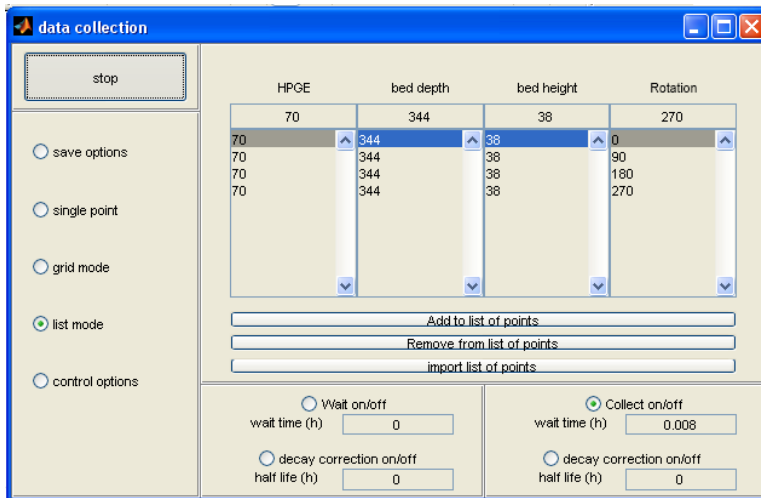 data collection
stop
HPGE bed depth bed height Rotation
70 344 38 270
70 344 38 0
70 344 38 90
70 344 38 180
70 344 38 270
save options
single point
grid mode
list mode
control options
Add to list of points
Remove from list of points
import list of points
Wait on/off Collect on/off
wait time (h) 0 wait time (h) 0.008
decay correction on/off decay correction on/off
half life (h) 0 half life (h) 0